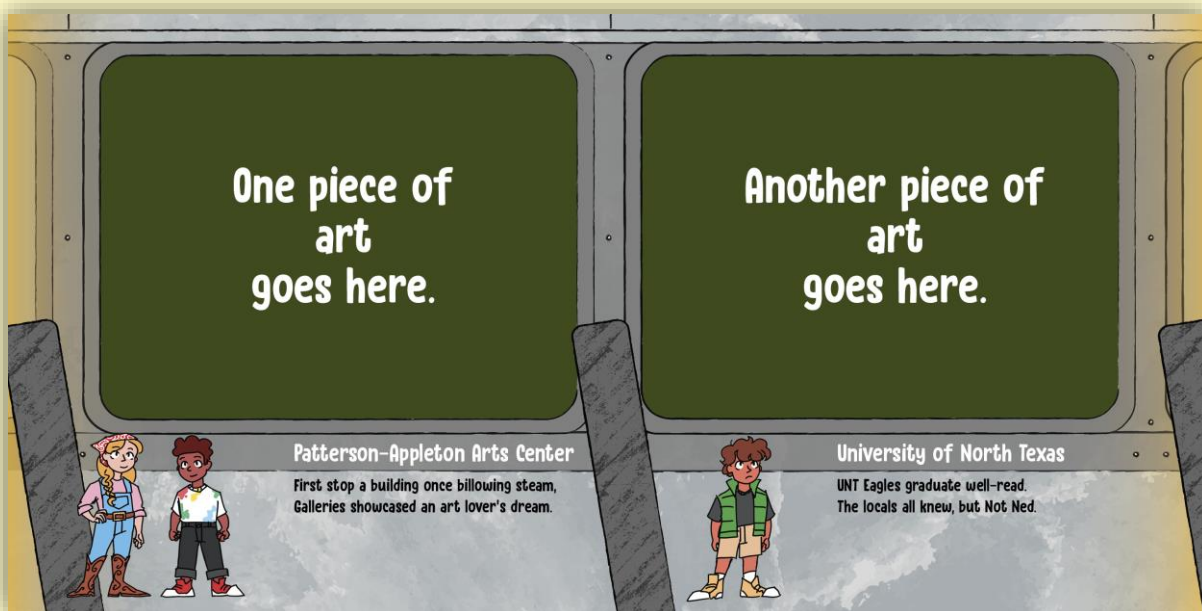 One piece of
art
goes here.
Patterson-Appleton Arts Center
First stop a building once billowing steam,
Galleries showcased an art lover's dream.
Another piece of
art
goes here.
University of North Texas
UNT Eagles graduate well-read.
The locals all knew, but Not Ned.